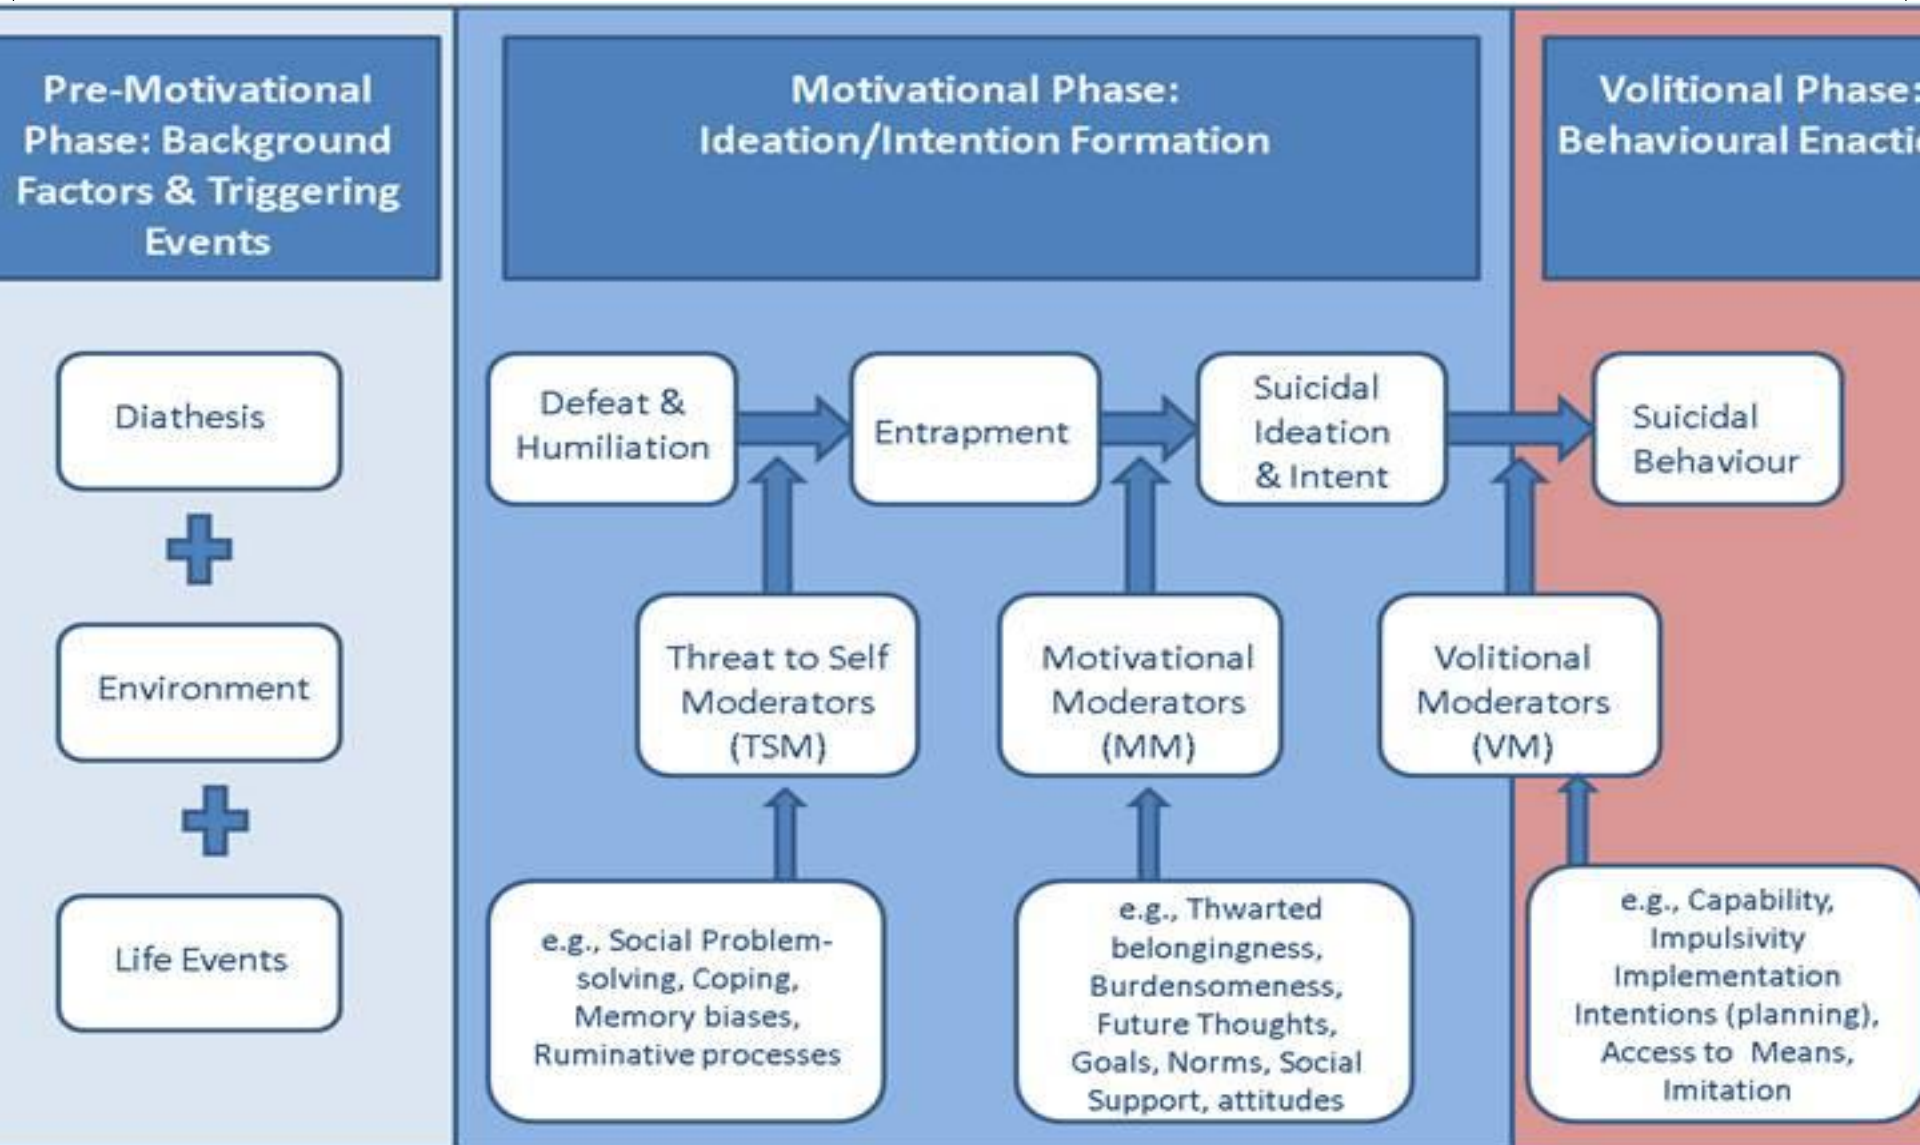 Pre-Motivational
Phase: Background
Factors & Triggering
Events
Motivational Phase:
Ideation/Intention Formation
Volitional Phase:
Behavioural Enacti
Diathesis
Environment
Life Events
Defeat &
Humiliation
Entrapment
Suicidal
Ideation
& Intent
Suicidal
Behaviour
Threat to Self
Moderators
(TSM)
Motivational
Moderators
(MM)
Volitional
Moderators
(VM)
e.g., Social Problem-
solving, Coping,
Memory biases,
Ruminative processes
e.g., Thwarted
belongingness,
Burdensomeness,
Future Thoughts,
Goals, Norms, Social
Support, attitudes
e.g., Capability,
Impulsivity
Implementation
Intentions (planning),
Access to Means,
Imitation